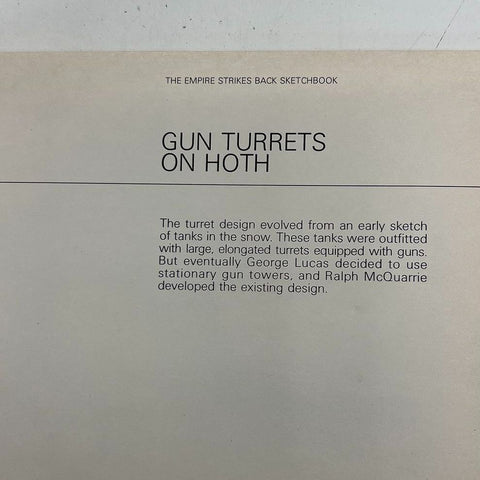 THE EMPIRE STRIKES BACK SKETCHBOOK
GUN TURRETS
ON HOTH
The turret design evolved from an early sketch
of tanks in the snow. These tanks were outfitted
with large, elongated turrets equipped with guns.
But eventually George Lucas decided to use
stationary gun towers, and Ralph McQuarrie
developed the existing design.